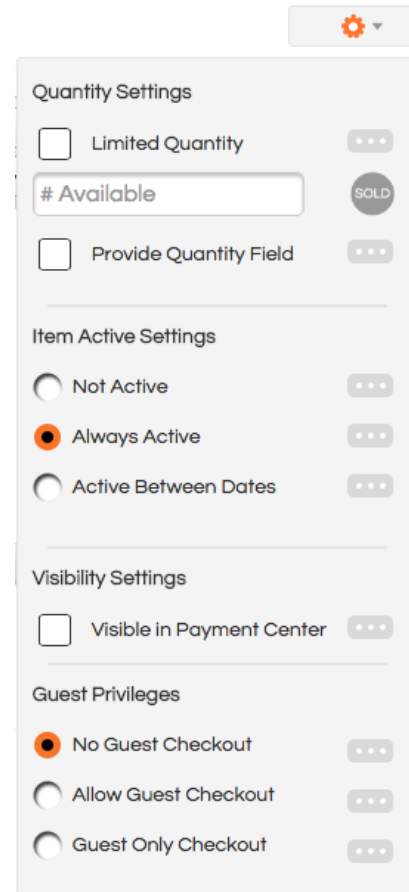 Quantity Settings
Limited Quantity
# Available
SOLD
Provide Quantity Field
Item Active Settings
Not Active
Always Active
Active Between Dates
Visibility Settings
Visible in Payment Center
Guest Privileges
No Guest Checkout
Allow Guest Checkout
Guest Only Checkout